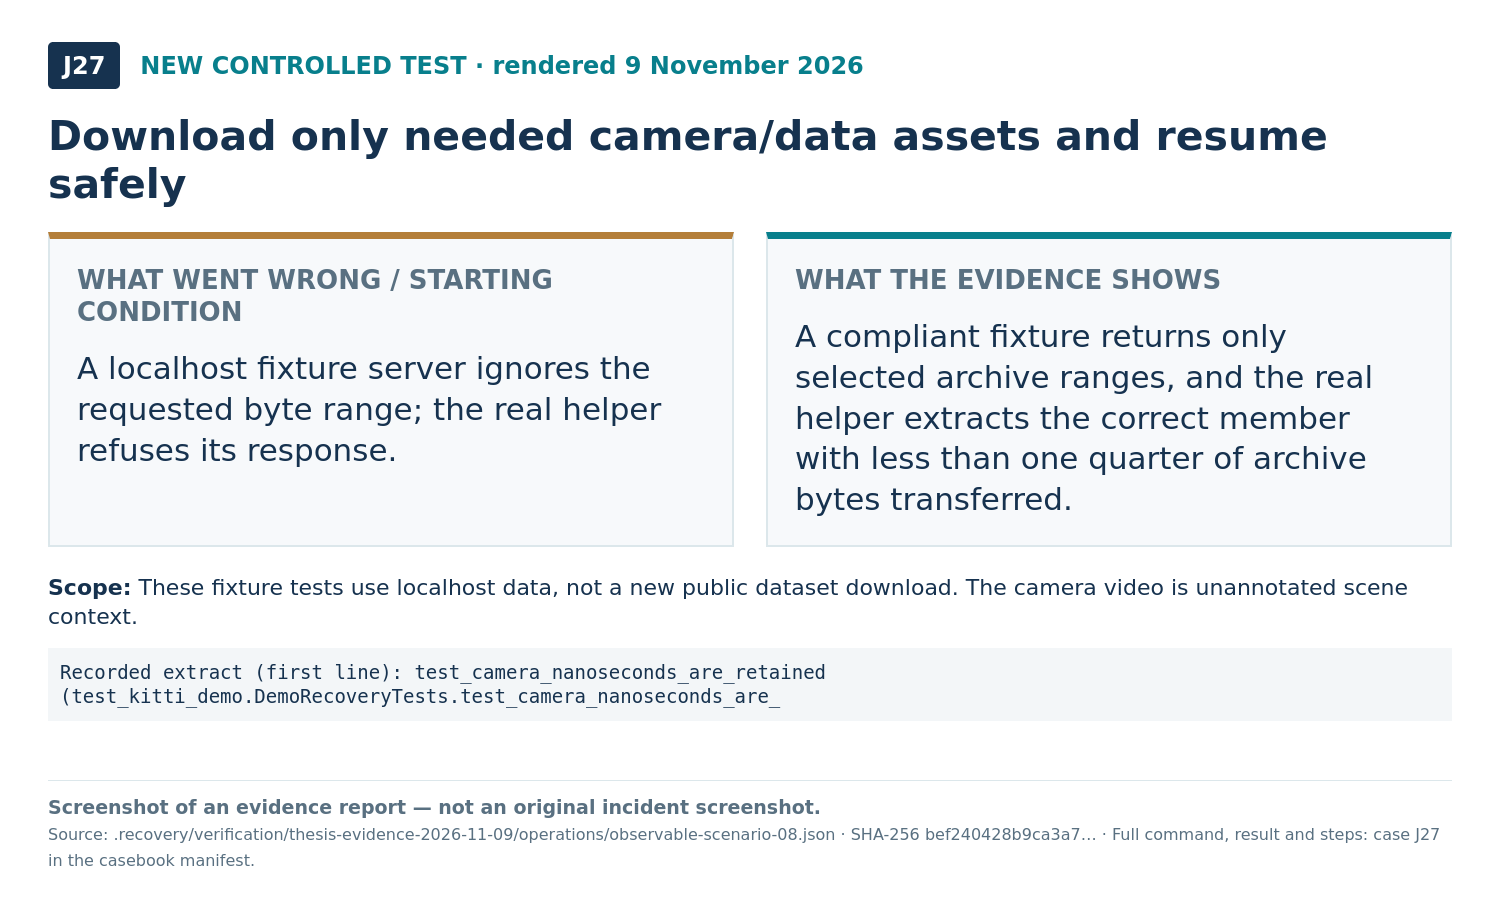 J27
NEW CONTROLLED TEST · rendered 9 November 2026
Download only needed camera/data assets and resume
safely
WHAT WENT WRONG / STARTING
CONDITION
A localhost fixture server ignores the
requested byte range; the real helper
refuses its response.
WHAT THE EVIDENCE SHOWS
A compliant fixture returns only
selected archive ranges, and the real
helper extracts the correct member
with less than one quarter of archive
bytes transferred.
Scope: These fixture tests use localhost data, not a new public dataset download. The camera video is unannotated scene
context.
Recorded extract (first line): test_camera_nanoseconds_are_retained
(test_kitti_demo.DemoRecoveryTests.test_camera_nanoseconds_are_
Screenshot of an evidence report — not an original incident screenshot.
Source: .recovery/verification/thesis-evidence-2026-11-09/operations/observable-scenario-08.json · SHA-256 bef240428b9ca3a7… · Full command, result and steps: case J27
in the casebook manifest.